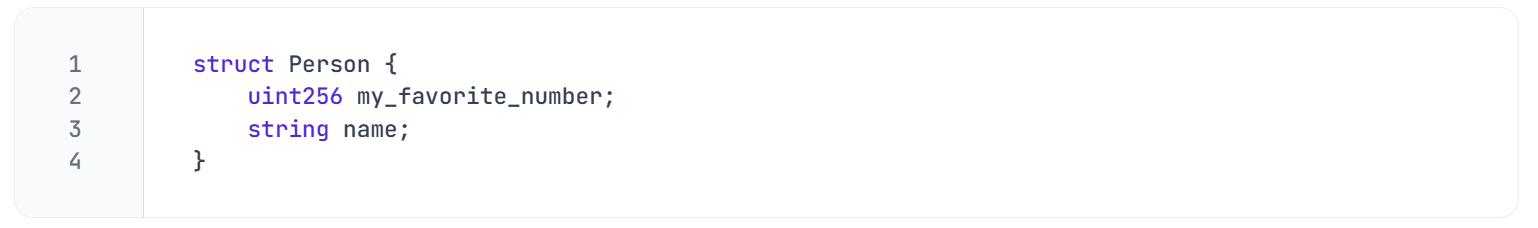 1 struct Person {
2     uint256 my_favorite_number;
3     string name;
4 }